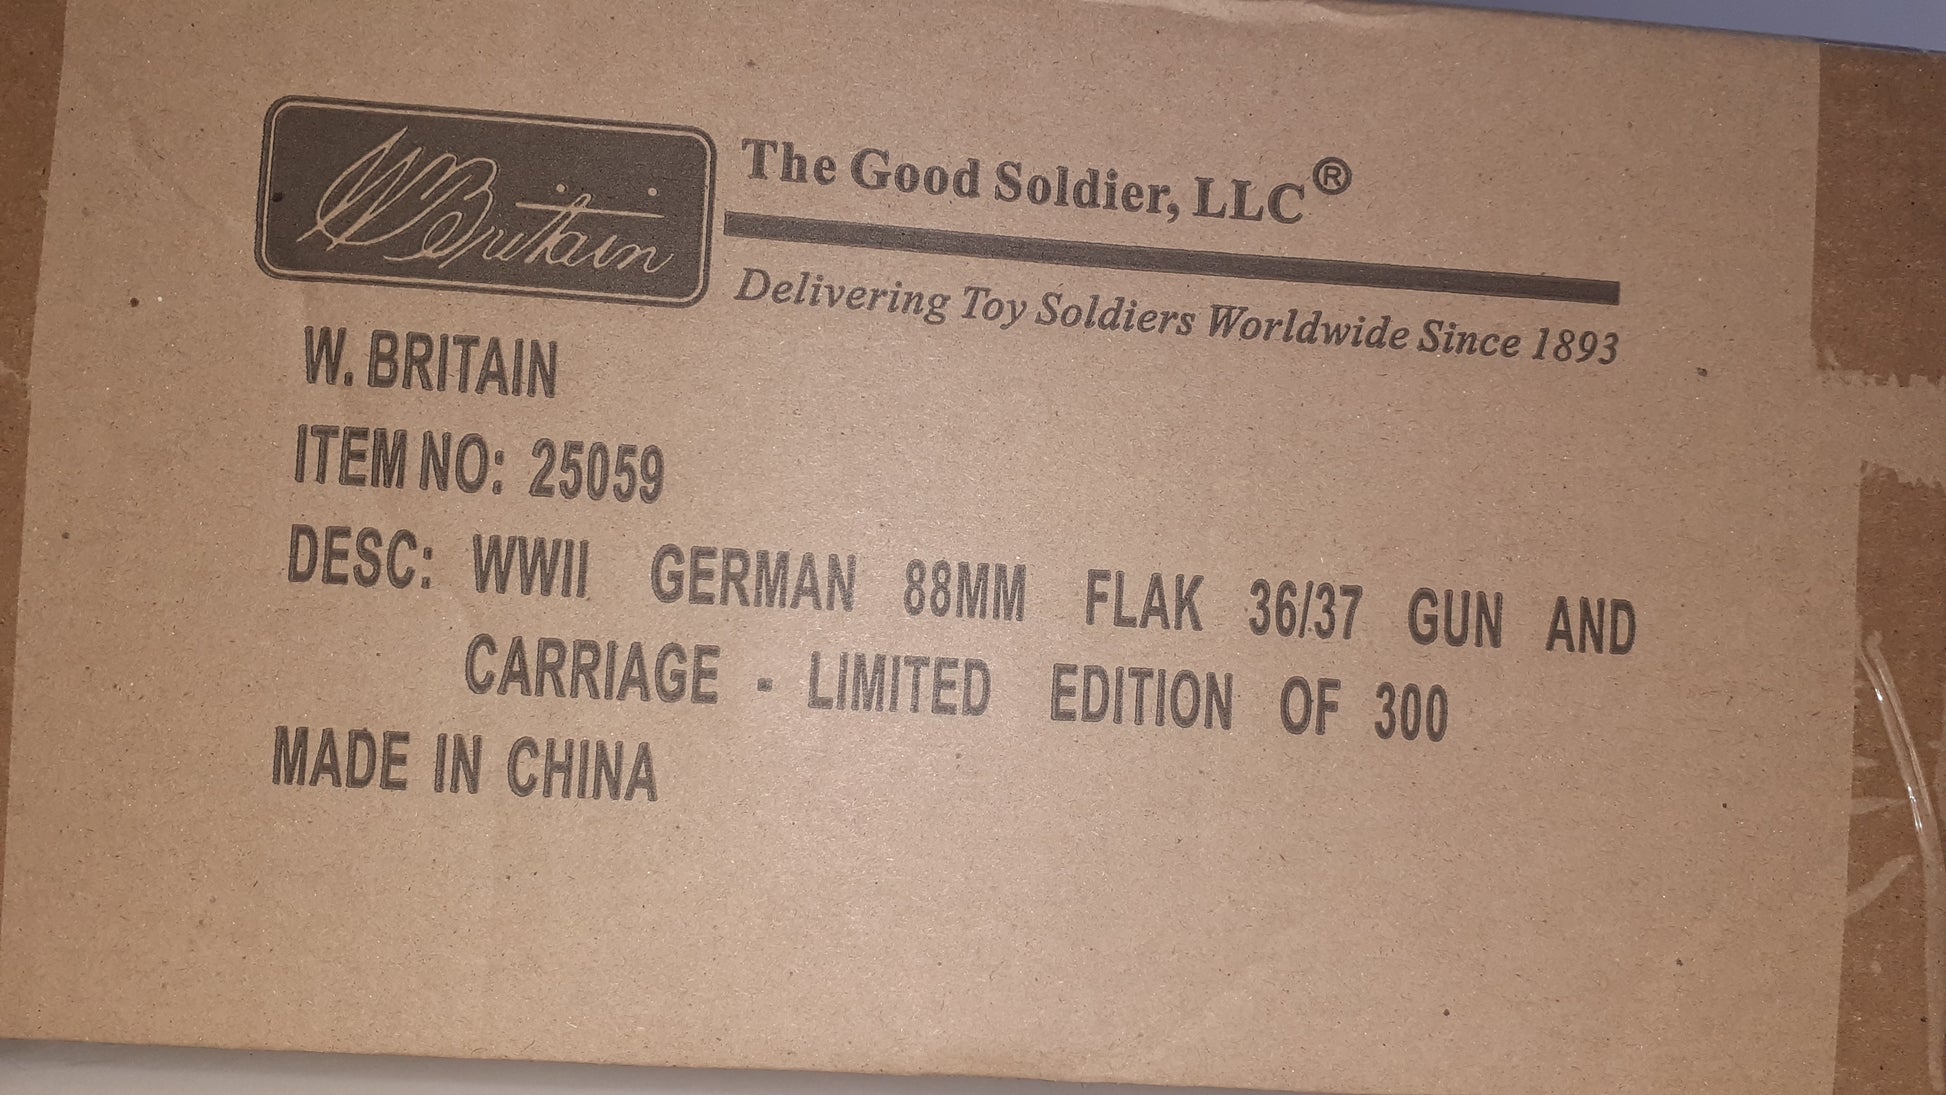 W Britain
The Good Soldier, LLC®
Delivering Toy Soldiers Worldwide Since 1893
W. BRITAIN
ITEM NO: 25059
DESC: WWII GERMAN 88MM FLAK 36/37 GUN AND
CARRIAGE - LIMITED EDITION OF 300
MADE IN CHINA